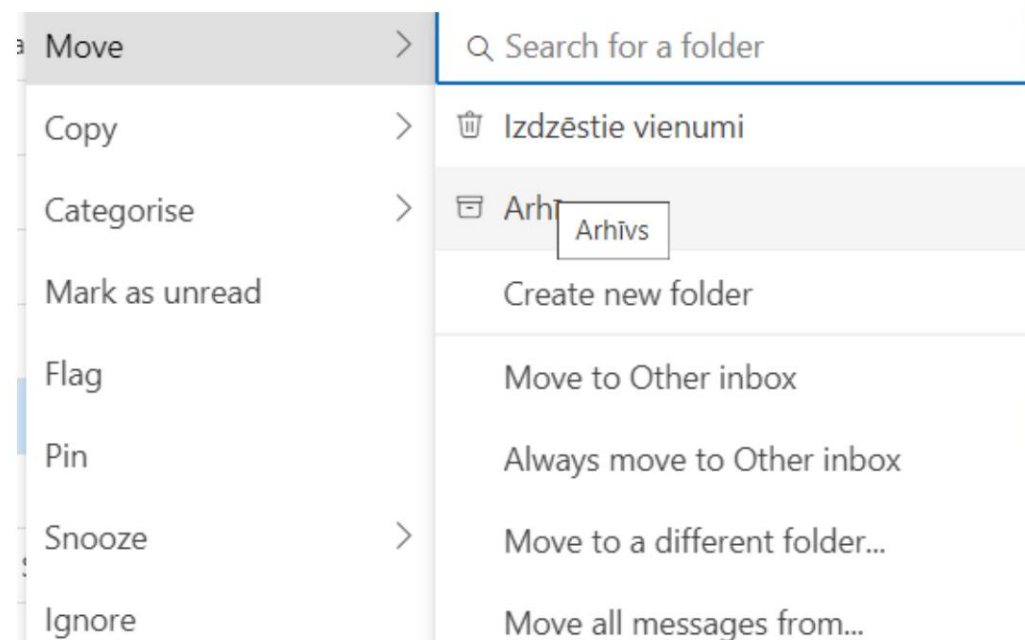 Move
Copy
Categorise
Mark as unread
Flag
Pin
Snooze
Ignore
Search for a folder
Izdzēstie vienumi
Arhīvs
Create new folder
Move to Other inbox
Always move to Other inbox
Move to a different folder...
Move all messages from...